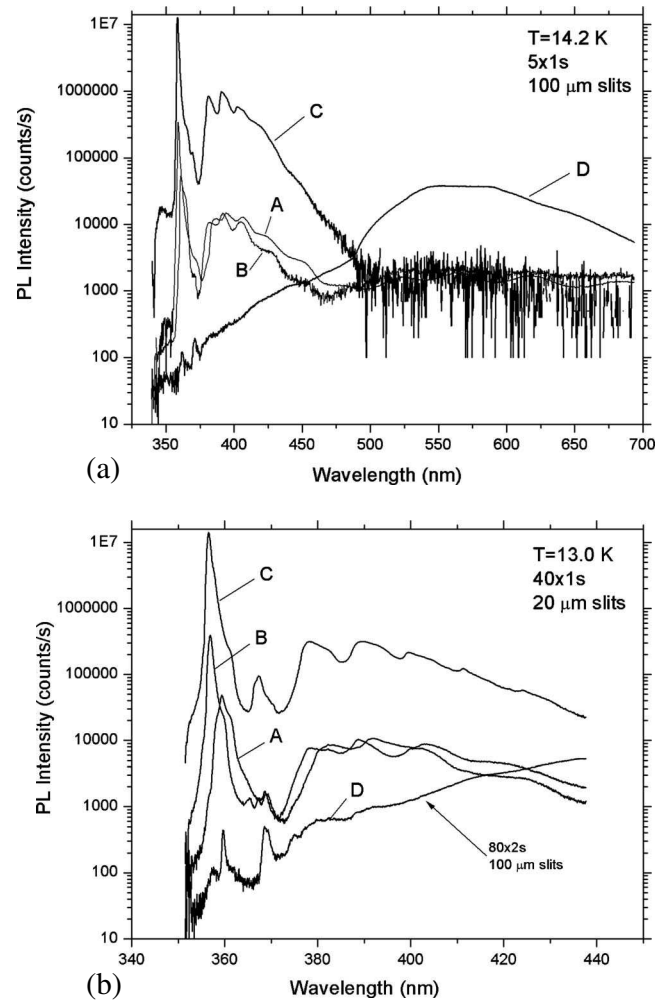 1E7
1000000
100000
10000
1000
100
10
PL Intensity (counts/s)
T=14.2 K
5x1s
100 μm slits
C
D
A
B
350 400 450 500 550 600 650 700
Wavelength (nm)
(a)
1E7
1000000
100000
10000
1000
100
10
PL Intensity (counts/s)
T=13.0 K
40x1s
20 μm slits
C
B
A
D
80x2s
100 μm slits
340 360 380 400 420 440
Wavelength (nm)
(b)